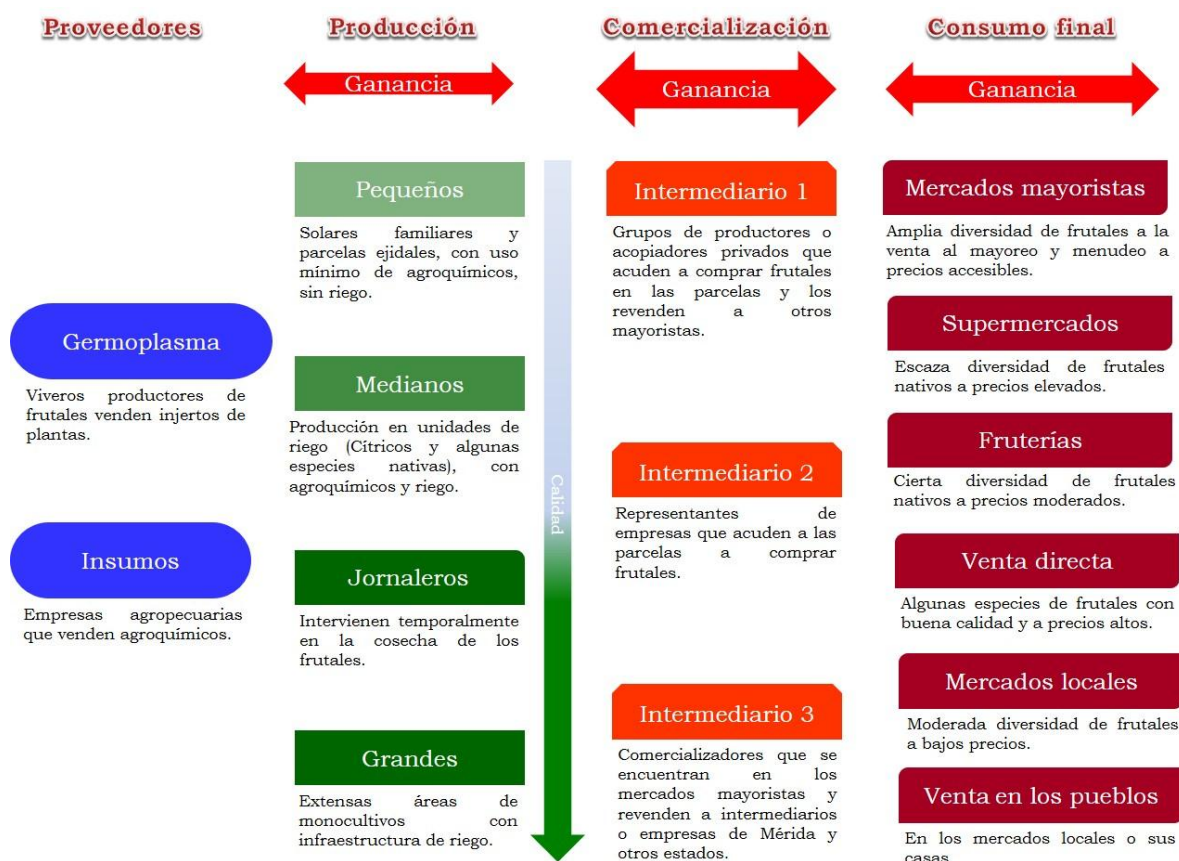 Proveedores
Producción
Comercialización
Consumo final
Ganancia
Ganancia
Ganancia
Germoplasma
Viveros productores de
frutales venden injertos de
plantas.
Insumos
Empresas agropecuarias
que venden agroquímicos.
Pequeños
Solares familiares y
parcelas ejidales, con uso
mínimo de agroquímicos,
sin riego.
Medianos
Producción en unidades de
riego (Cítricos y algunas
especies nativas), con
agroquímicos y riego.
Jornaleros
Intervienen temporalmente
en la cosecha de los
frutales.
Grandes
Extensas áreas de
monocultivos con
infraestructura de riego.
Calidad
Intermediario 1
Grupos de productores o
acopiadores privados que
acuden a comprar frutales
en las parcelas y los
revenden a otros
mayoristas.
Intermediario 2
Representantes de
empresas que acuden a las
parcelas a comprar
frutales.
Intermediario 3
Comercializadores que se
encuentran en los
mercados mayoristas y
revenden a intermediarios
o empresas de Mérida y
otros estados.
Mercados mayoristas
Amplia diversidad de frutales a la
venta al mayoreo y menudeo a
precios accesibles.
Supermercados
Escaza diversidad de frutales
nativos a precios elevados.
Fruterías
Cierta diversidad de frutales
nativos a precios moderados.
Venta directa
Algunas especies de frutales con
buena calidad y a precios altos.
Mercados locales
Moderada diversidad de frutales
a bajos precios.
Venta en los pueblos
En los mercados locales o sus
casas.